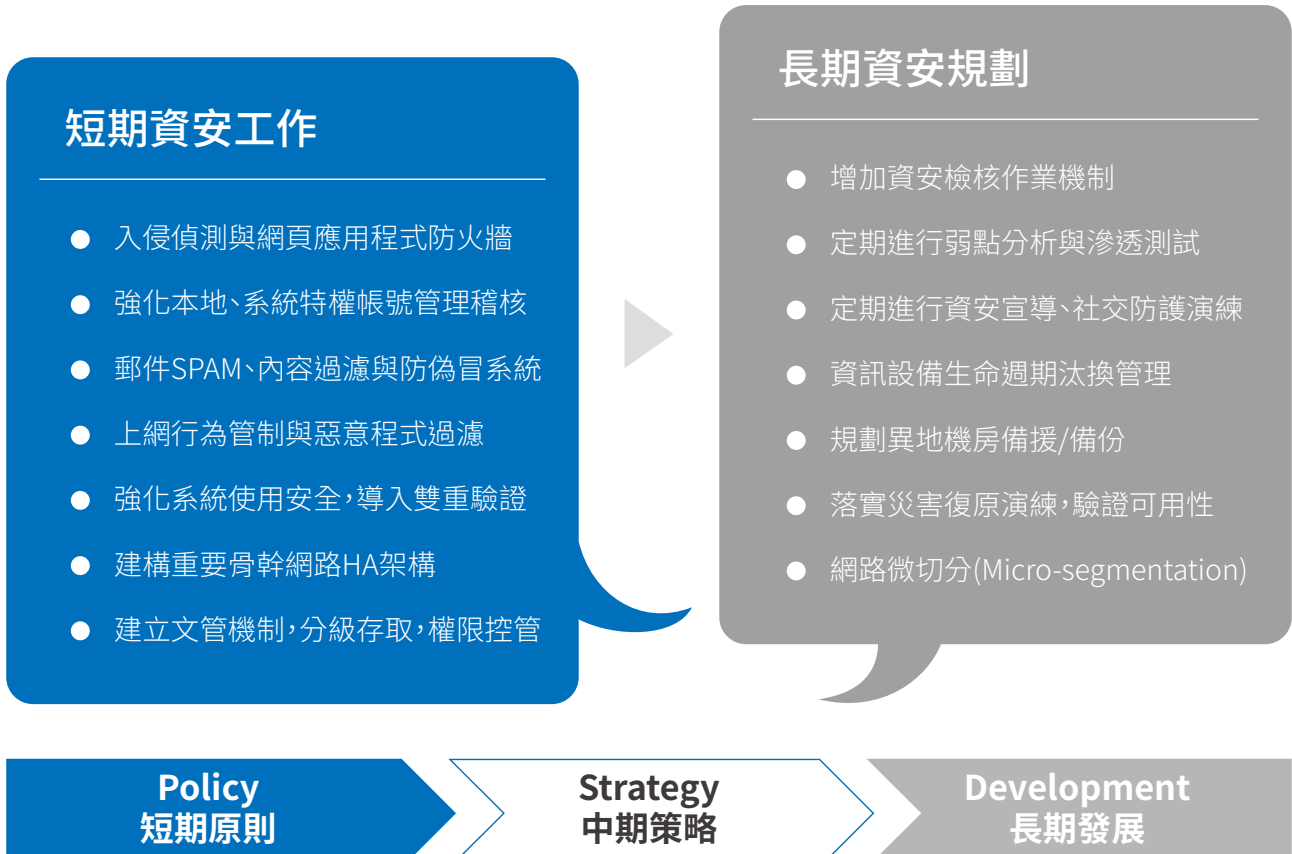 短期資安工作
入侵偵測與網頁應用程式防火牆
強化本地、系統特權帳號管理稽核
郵件SPAM、內容過濾與防偽冒系統
上網行為管制與惡意程式過濾
強化系統使用安全,導入雙重驗證
建構重要骨幹網路HA架構
建立文管機制,分級存取,權限控管
長期資安規劃
增加資安檢核作業機制
定期進行弱點分析與滲透測試
定期進行資安宣導、社交防護演練
資訊設備生命週期汰換管理
規劃異地機房備援/備份
落實災害復原演練,驗證可用性
網路微切分(Micro-segmentation)
Policy
短期原則
Strategy
中期策略
Development
長期發展